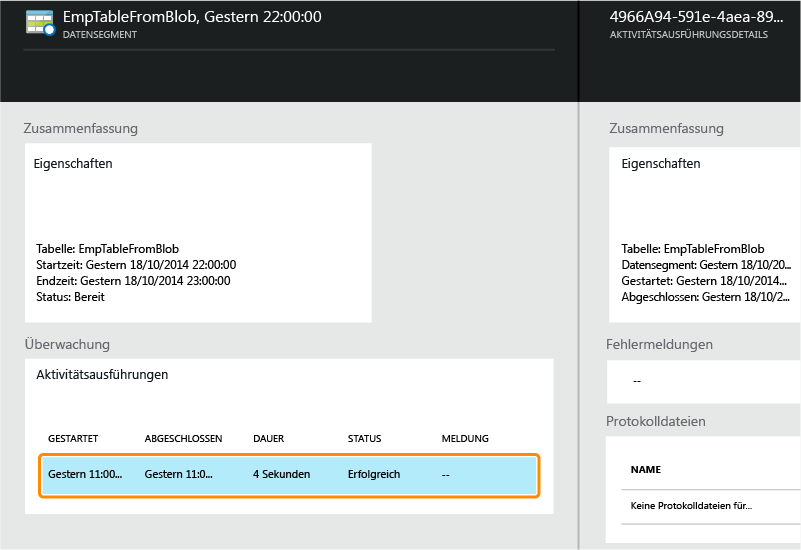 EmpTableFromBlob, Gestern 22:00:00
DATENSEGMENT
Zusammenfassung
Eigenschaften
Tabelle: EmpTableFromBlob
Startzeit: Gestern 18/10/2014 22:00:00
Endzeit: Gestern 18/10/2014 23:00:00
Status: Bereit
Überwachung
Aktivitätsausführungen
GESTARTET ABGESCHLOSSEN DAUER STATUS MELDUNG
Gestern 11:00... Gestern 11:0... 4 Sekunden Erfolgreich --
4966A94-591e-4aea-89...
AKTIVITÄTSAUSFÜHRUNGSDETAILS
Zusammenfassung
Eigenschaften
Tabelle: EmpTableFromBlob
Datensegment: Gestern 18/10/20...
Gestartet: Gestern 18/10/2014...
Abgeschlossen: Gestern 18/10/2...
Fehlermeldungen
--
Protokolldateien
NAME
Keine Protokolldateien für...